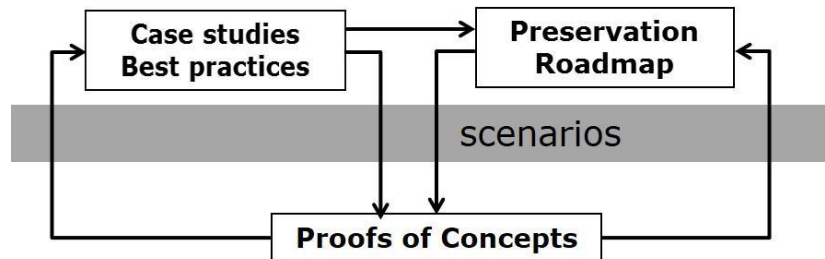 Case studies
Best practices
Preservation
Roadmap
scenarios
Proofs of Concepts